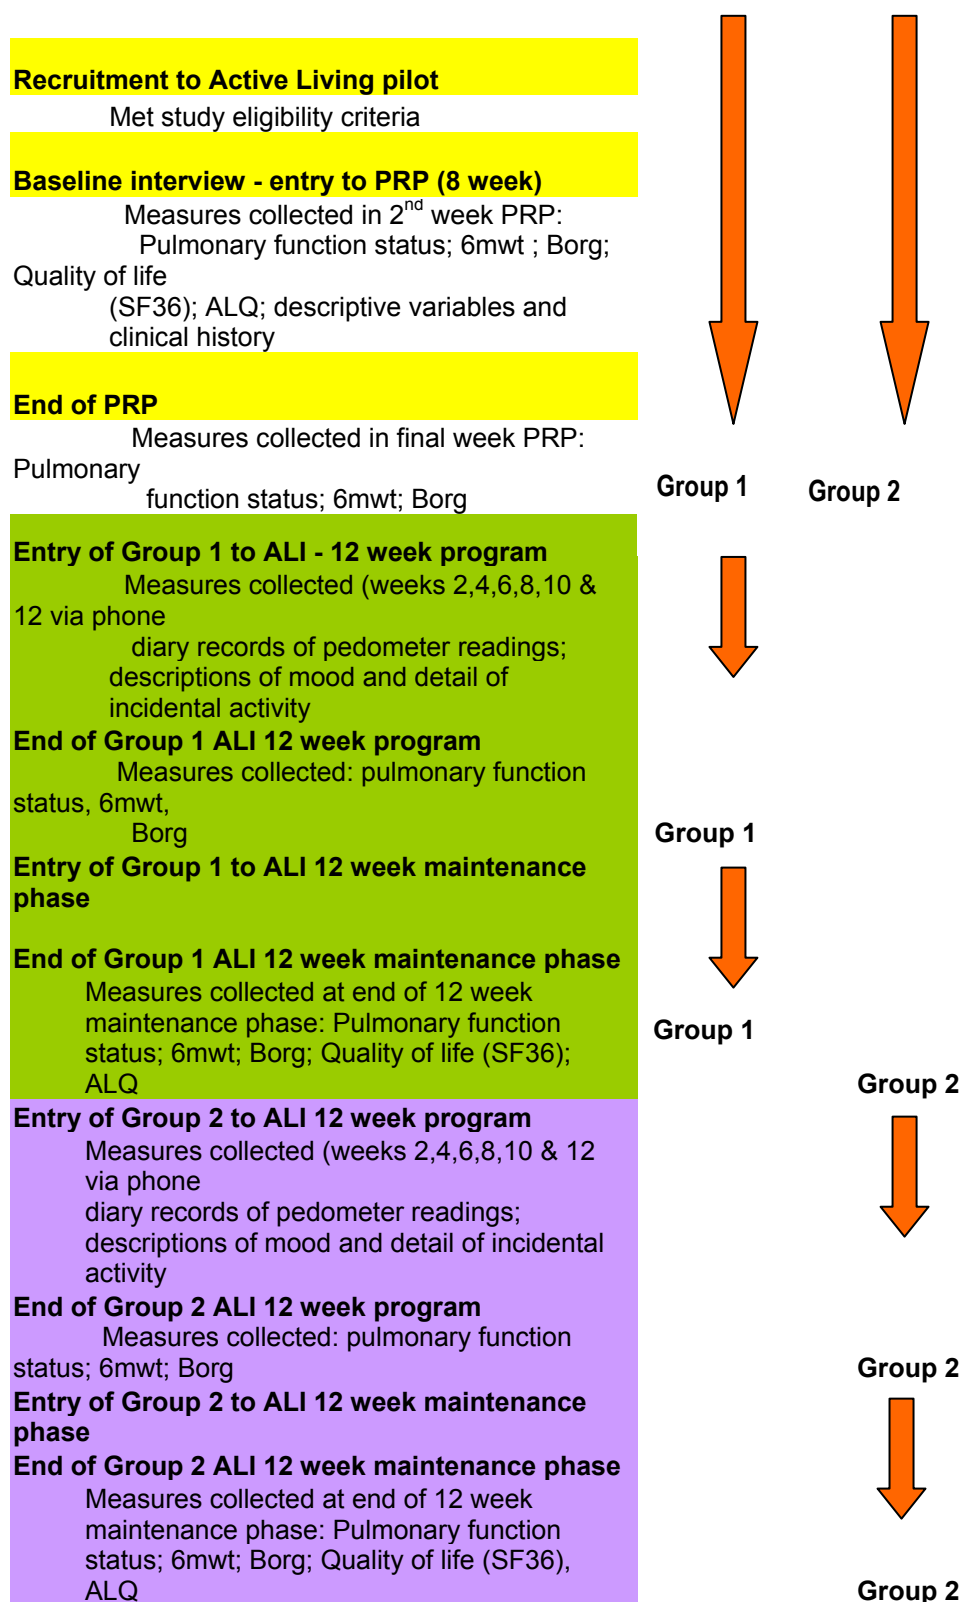 Recruitment to Active Living pilot
Met study eligibility criteria
Baseline interview - entry to PRP (8 week)
Measures collected in 2nd week PRP:
Pulmonary function status; 6mwt ; Borg;
Quality of life
(SF36); ALQ; descriptive variables and
clinical history
End of PRP
Measures collected in final week PRP:
Pulmonary
function status; 6mwt; Borg
Group 1 Group 2
Entry of Group 1 to ALI - 12 week program
Measures collected (weeks 2,4,6,8,10 &
12 via phone
diary records of pedometer readings;
descriptions of mood and detail of
incidental activity
End of Group 1 ALI 12 week program
Measures collected: pulmonary function
status, 6mwt,
Borg
Group 1
Entry of Group 1 to ALI 12 week maintenance
phase
End of Group 1 ALI 12 week maintenance phase
Measures collected at end of 12 week
maintenance phase: Pulmonary function
status; 6mwt; Borg; Quality of life (SF36);
ALQ
Group 1
Group 2
Entry of Group 2 to ALI 12 week program
Measures collected (weeks 2,4,6,8,10 & 12
via phone
diary records of pedometer readings;
descriptions of mood and detail of incidental
activity
End of Group 2 ALI 12 week program
Measures collected: pulmonary function
status; 6mwt; Borg
Group 2
Entry of Group 2 to ALI 12 week maintenance
phase
End of Group 2 ALI 12 week maintenance phase
Measures collected at end of 12 week
maintenance phase: Pulmonary function
status; 6mwt; Borg; Quality of life (SF36),
ALQ
Group 2